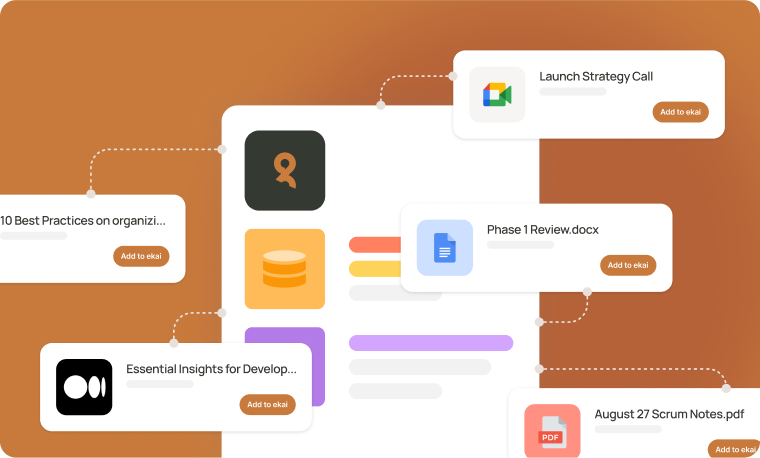 Launch Strategy Call
Add to ekai
10 Best Practices on organizi...
Add to ekai
Phase 1 Review.docx
Add to ekai
Essential Insights for Develop...
Add to ekai
August 27 Scrum Notes.pdf
PDF
Add to ekai